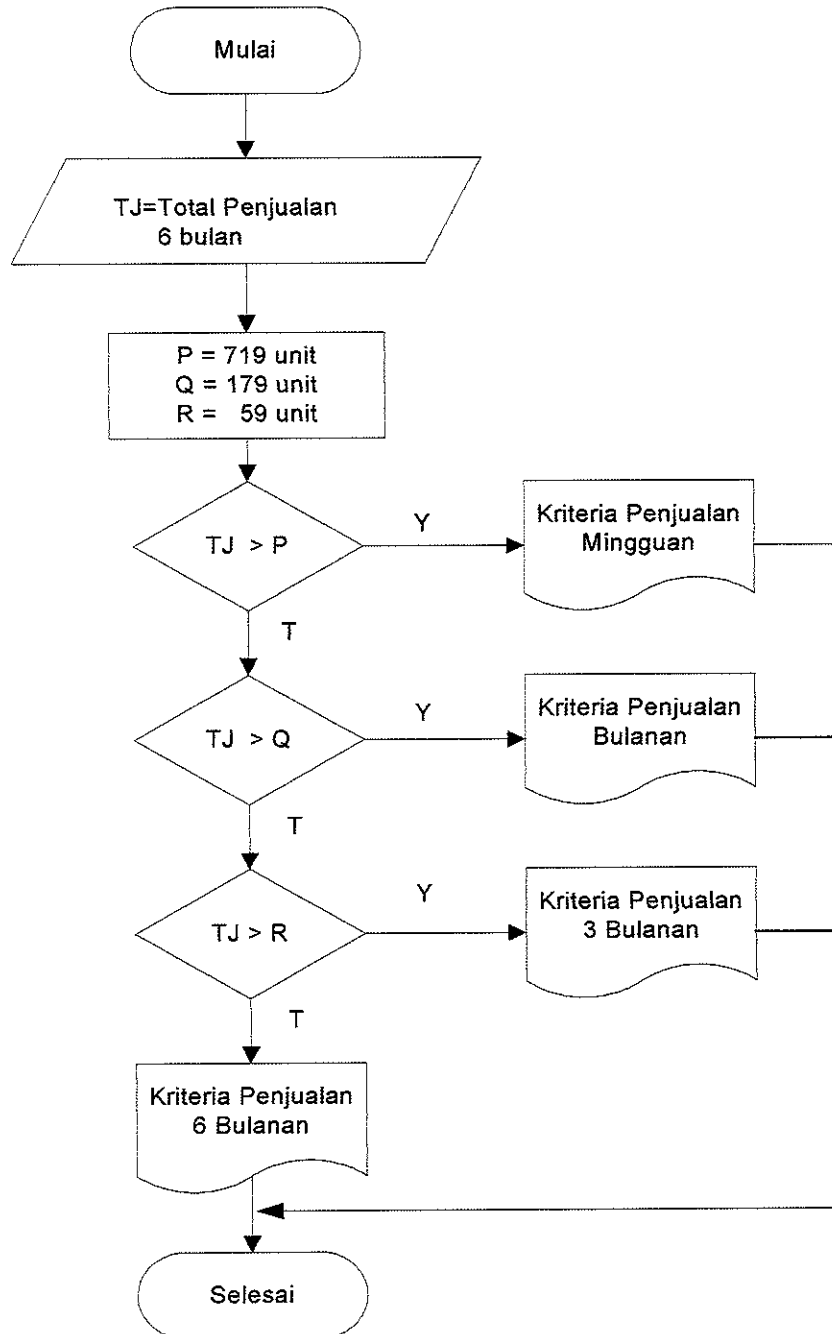 Mulai
TJ=Total Penjualan
6 bulan
P = 719 unit
Q = 179 unit
R = 59 unit
TJ > P
Y
Kriteria Penjualan
Mingguan
T
TJ > Q
Y
Kriteria Penjualan
Bulanan
T
TJ > R
Y
Kriteria Penjualan
3 Bulanan
T
Kriteria Penjualan
6 Bulanan
Selesai